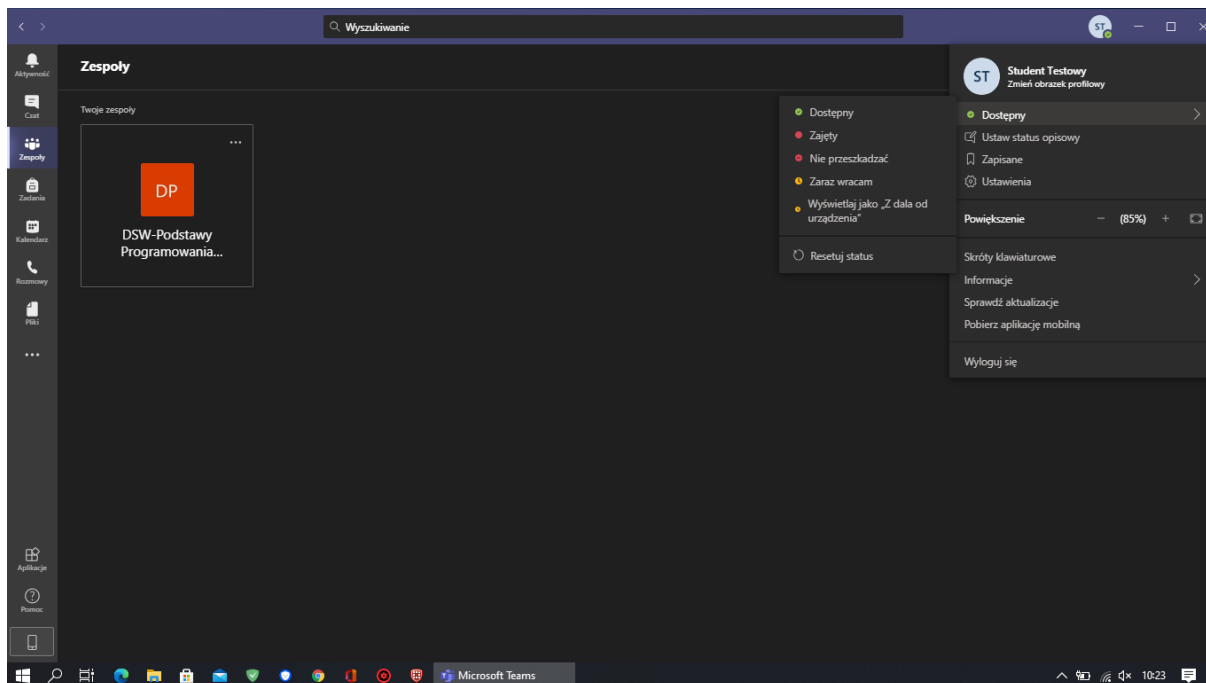 Wyszukiwanie
ST
Aktywność
Czat
Zespoły
Zadania
Kalendarz
Rozmowy
Pliki
Aplikacje
Pomoc
Zespoły
Twoje zespoły
DP
DSW-Podstawy
Programowania...
Dostępny
Zajęty
Nie przeszkadzać
Zaraz wracam
Wyświetlaj jako „Z dala od
urządzenia”
Resetuj status
ST
Student Testowy
Zmień obrazek profilowy
Dostępny
Ustaw status opisowy
Zapisane
Ustawienia
Powiększenie — (85%) +
Skróty klawiaturowe
Informacje
Sprawdź aktualizacje
Pobierz aplikację mobilną
Wyloguj się
Microsoft Teams
10:23